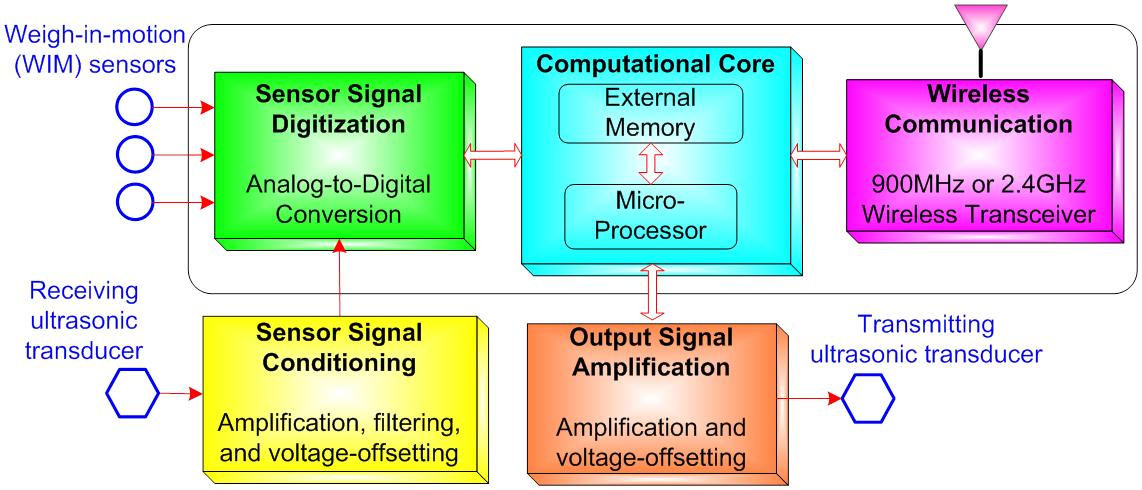 Weigh-in-motion
(WIM) sensors
Sensor Signal
Digitization
Analog-to-Digital
Conversion
Computational Core
External
Memory
Micro-
Processor
Wireless
Communication
900MHz or 2.4GHz
Wireless Transceiver
Receiving
ultrasonic
transducer
Sensor Signal
Conditioning
Amplification, filtering,
and voltage-offsetting
Output Signal
Amplification
Amplification and
voltage-offsetting
Transmitting
ultrasonic transducer